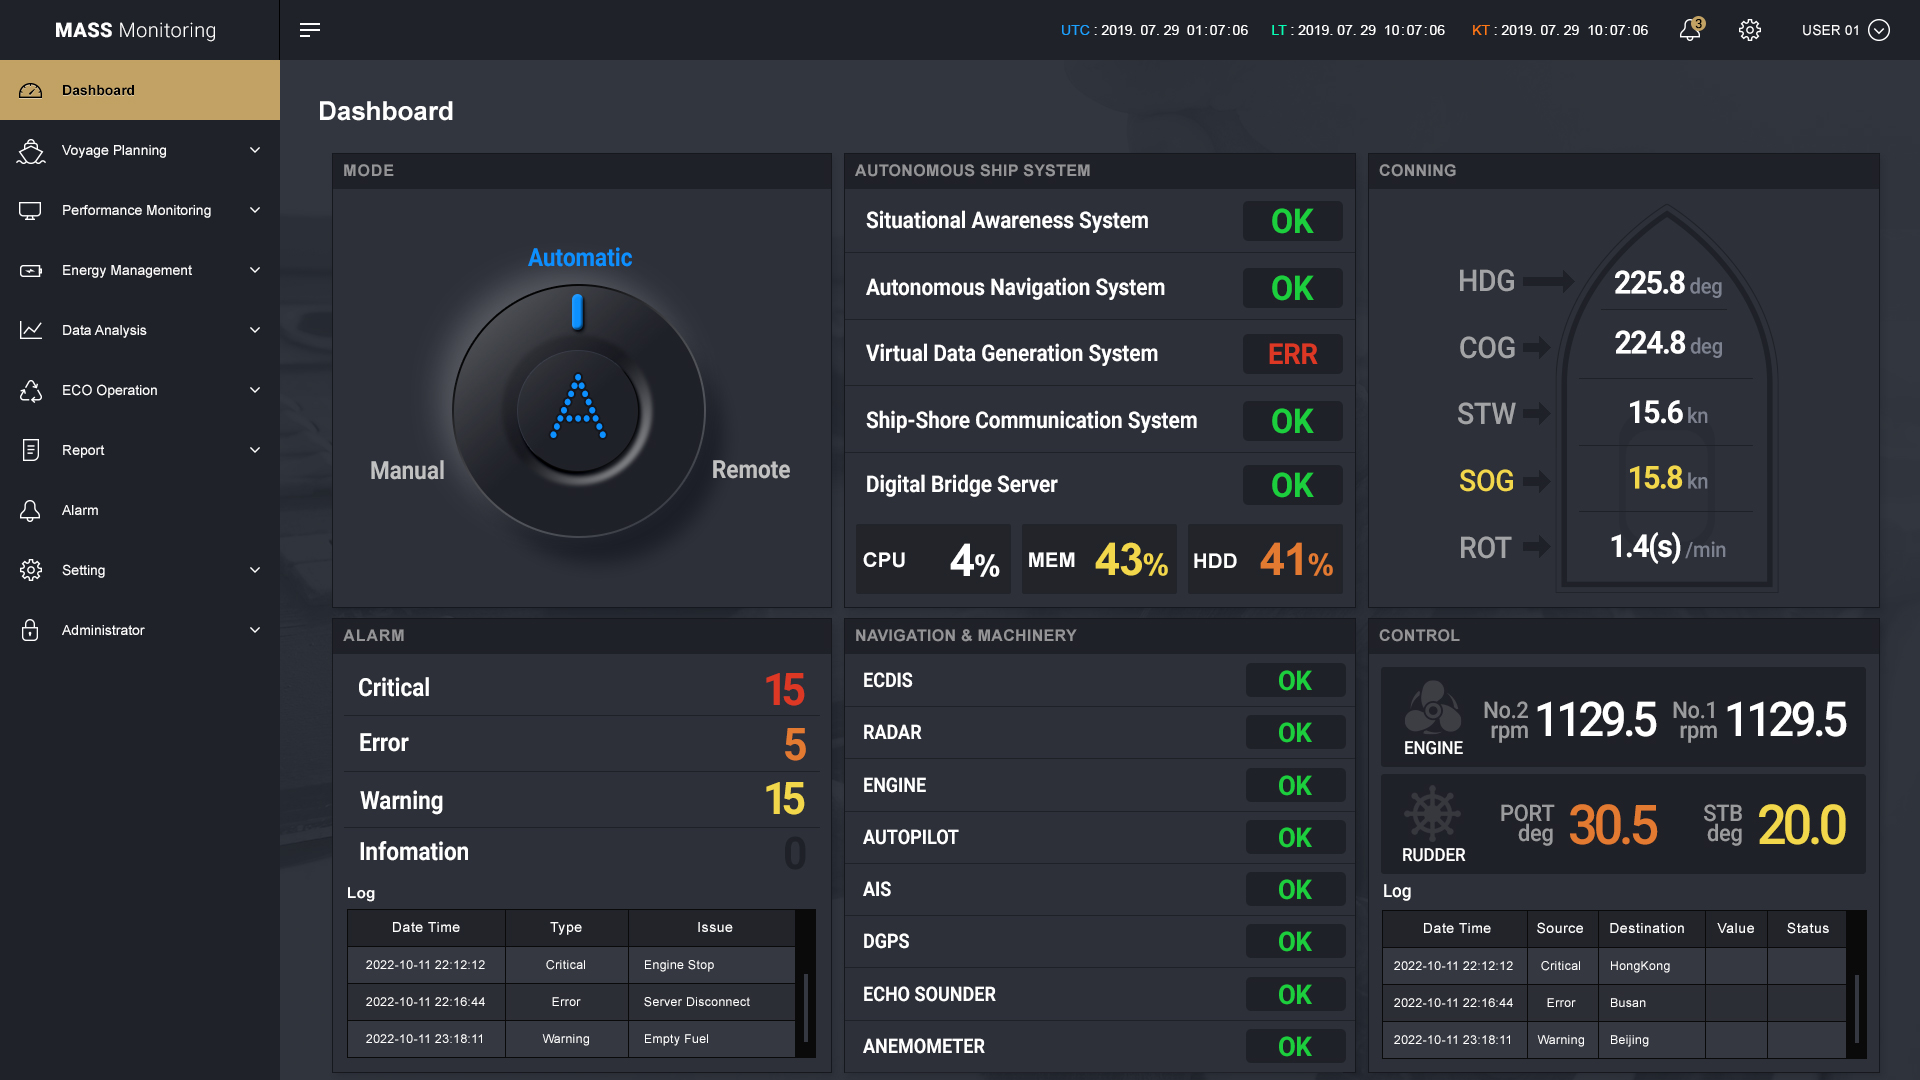 MASS Monitoring
UTC : 2019. 07. 29 01:07:06 LT : 2019. 07. 29 10:07:06 KT : 2019. 07. 29 10:07:06 3 USER 01
Dashboard
Voyage Planning
Performance Monitoring
Energy Management
Data Analysis
ECO Operation
Report
Alarm
Setting
Administrator
Dashboard
MODE
Automatic
A
Manual
Remote
AUTONOMOUS SHIP SYSTEM
Situational Awareness System OK
Autonomous Navigation System OK
Virtual Data Generation System ERR
Ship-Shore Communication System OK
Digital Bridge Server OK
CPU 4% MEM 43% HDD 41%
CONNING
HDG 225.8 deg
COG 224.8 deg
STW 15.6 kn
SOG 15.8 kn
ROT 1.4(s) /min
ALARM
Critical 15
Error 5
Warning 15
Infomation 0
Log
Date Time Type Issue
2022-10-11 22:12:12 Critical Engine Stop
2022-10-11 22:16:44 Error Server Disconnect
2022-10-11 23:18:11 Warning Empty Fuel
NAVIGATION & MACHINERY
ECDIS OK
RADAR OK
ENGINE OK
AUTOPILOT OK
AIS OK
DGPS OK
ECHO SOUNDER OK
ANEMOMETER OK
CONTROL
ENGINE
No.2 rpm 1129.5 No.1 rpm 1129.5
RUDDER
PORT deg 30.5 STB deg 20.0
Log
Date Time Source Destination Value Status
2022-10-11 22:12:12 Critical HongKong
2022-10-11 22:16:44 Error Busan
2022-10-11 23:18:11 Warning Beijing